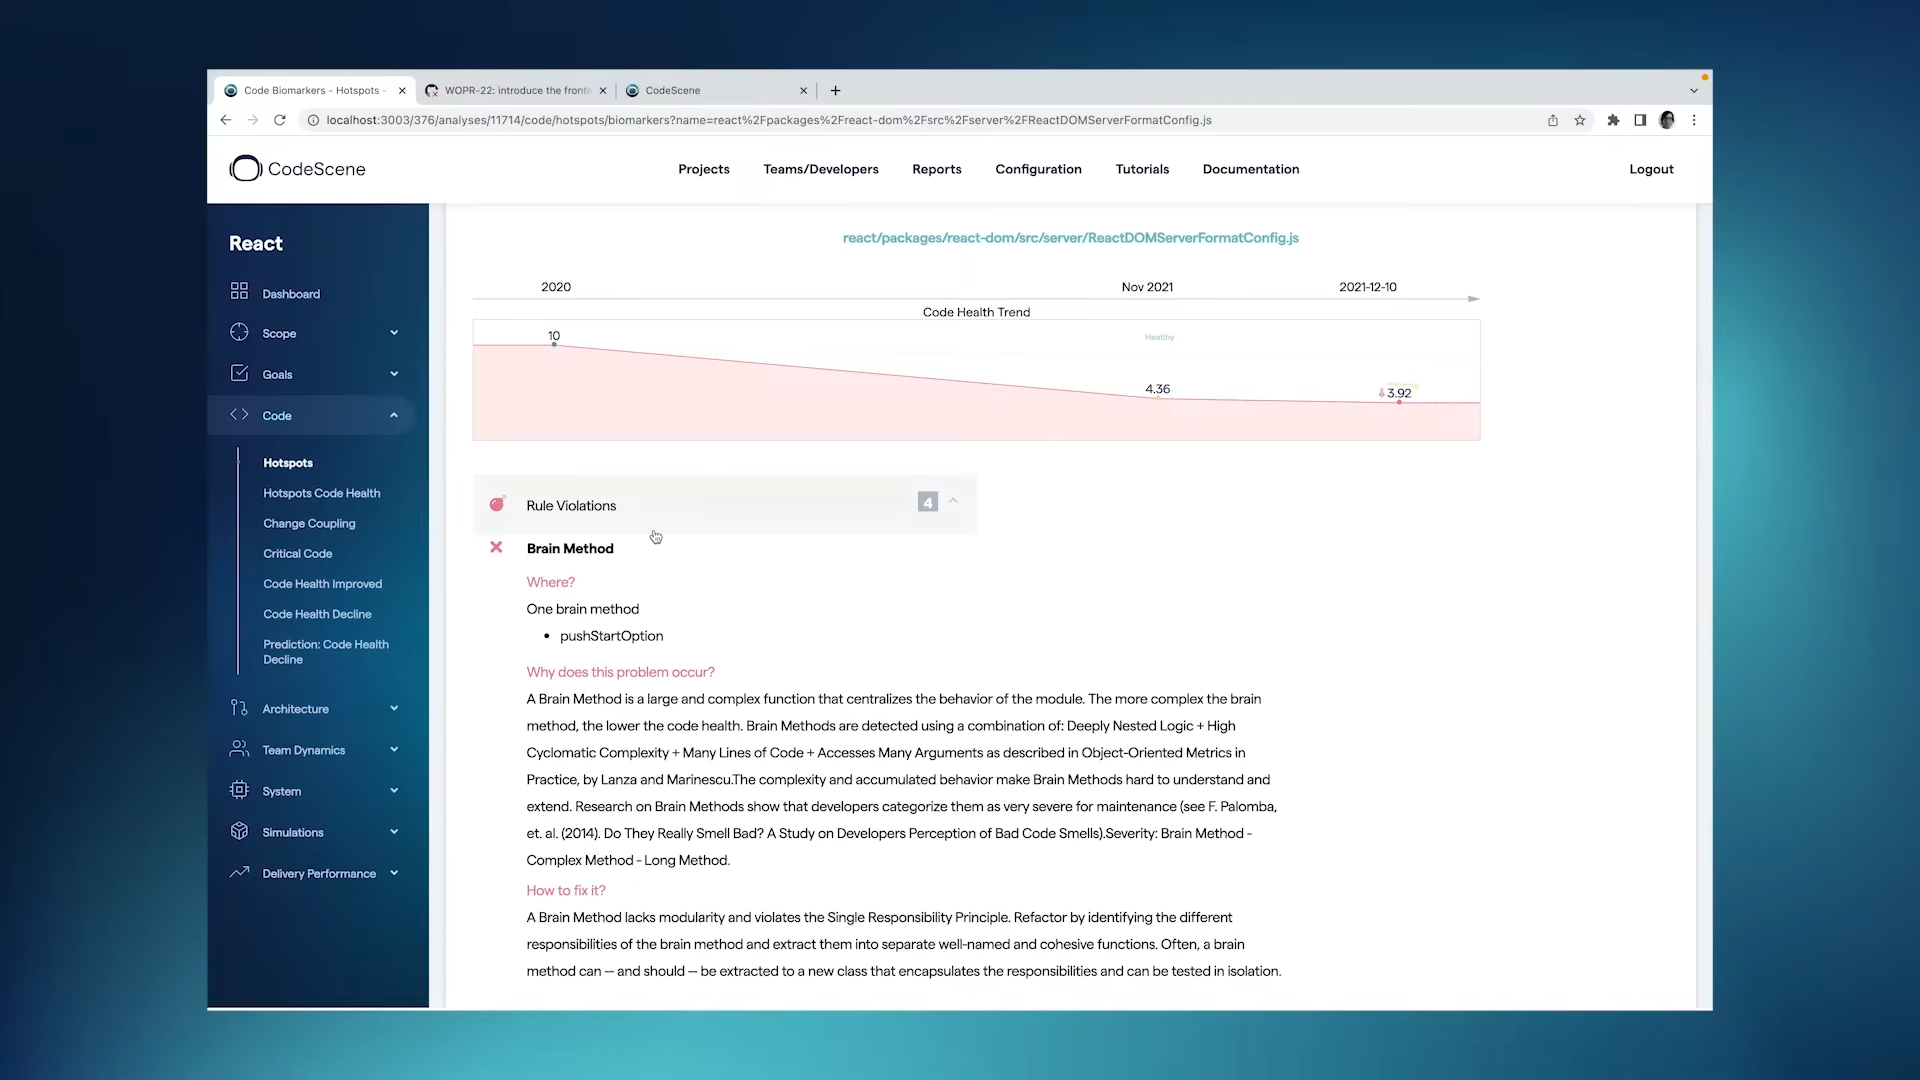 Code Biomarkers - Hotspots -
WOPR-22: introduce the fronte
CodeScene
localhost:3003/376/analyses/11714/code/hotspots/biomarkers?name=react%2Fpackages%2Freact-dom%2Fsrc%2Fserver%2FReactDOMServerFormatConfig.js
CodeScene
Projects
Teams/Developers
Reports
Configuration
Tutorials
Documentation
Logout
React
Dashboard
Scope
Goals
Code
Hotspots
Hotspots Code Health
Change Coupling
Critical Code
Code Health Improved
Code Health Decline
Prediction: Code Health
Decline
Architecture
Team Dynamics
System
Simulations
Delivery Performance
react/packages/react-dom/src/server/ReactDOMServerFormatConfig.js
2020
Nov 2021
2021-12-10
Code Health Trend
10
Healthy
4.36
3.92
Rule Violations
4
Brain Method
Where?
One brain method
• pushStartOption
Why does this problem occur?
A Brain Method is a large and complex function that centralizes the behavior of the module. The more complex the brain
method, the lower the code health. Brain Methods are detected using a combination of: Deeply Nested Logic + High
Cyclomatic Complexity + Many Lines of Code + Accesses Many Arguments as described in Object-Oriented Metrics in
Practice, by Lanza and Marinescu.The complexity and accumulated behavior make Brain Methods hard to understand and
extend. Research on Brain Methods show that developers categorize them as very severe for maintenance (see F. Palomba,
et. al. (2014). Do They Really Smell Bad? A Study on Developers Perception of Bad Code Smells).Severity: Brain Method -
Complex Method - Long Method.
How to fix it?
A Brain Method lacks modularity and violates the Single Responsibility Principle. Refactor by identifying the different
responsibilities of the brain method and extract them into separate well-named and cohesive functions. Often, a brain
method can -- and should -- be extracted to a new class that encapsulates the responsibilities and can be tested in isolation.